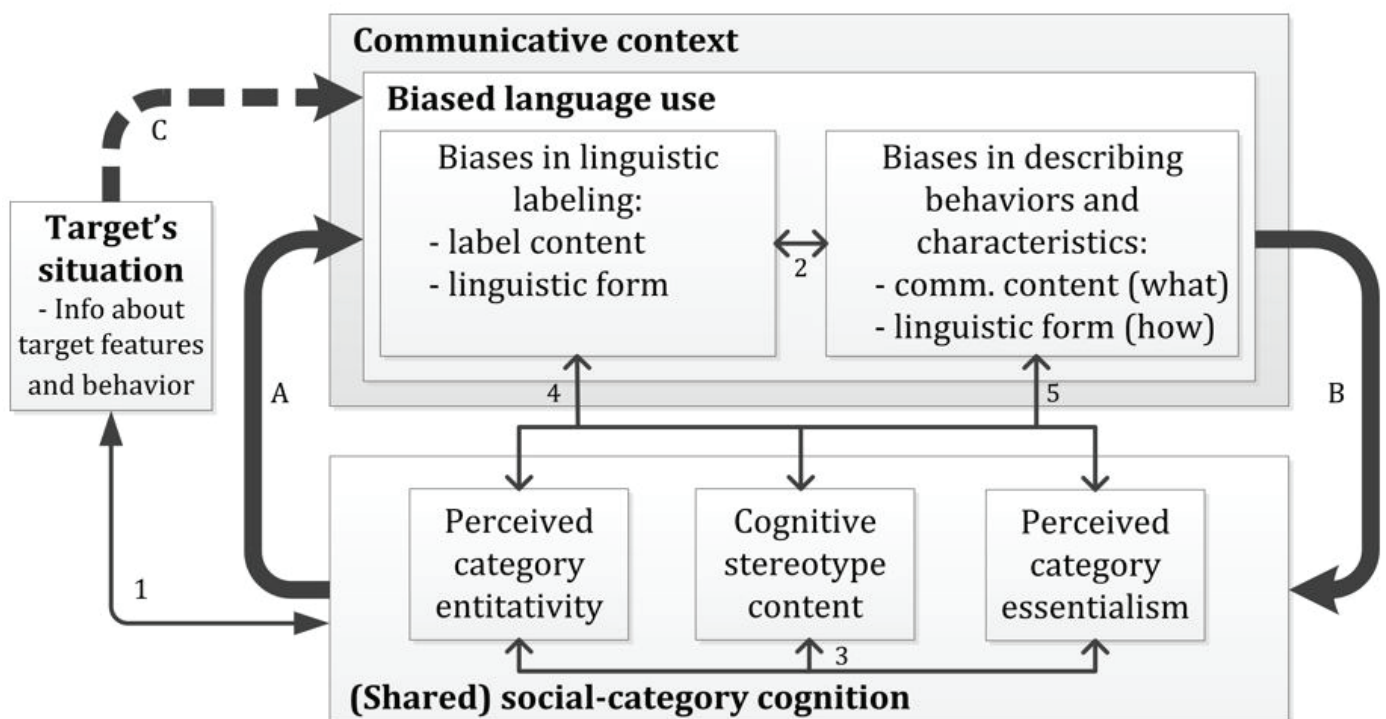 Communicative context
Biased language use
Biases in linguistic
labeling:
- label content
- linguistic form
2
Biases in describing
behaviors and
characteristics:
- comm. content (what)
- linguistic form (how)
C
Target’s
situation
- Info about
target features
and behavior
A
B
1
4
5
Perceived
category
entitativity
Cognitive
stereotype
content
Perceived
category
essentialism
3
(Shared) social-category cognition